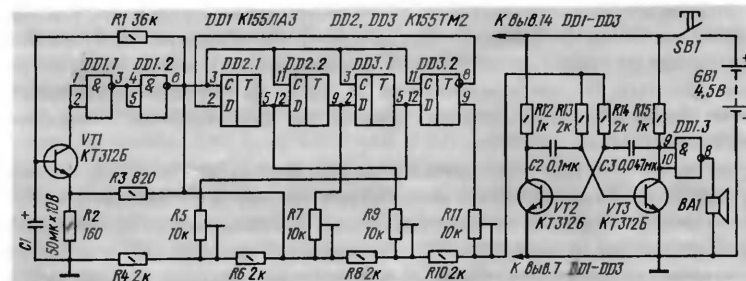 R1 36к
DD1 К155ЛА3
DD2, DD3 К155ТМ2
К выв.14 DD1-DD3
SB1
DD1.1
DD1.2
DD2.1
DD2.2
DD3.1
DD3.2
GB1
4,5В
1
2
&
3
4
5
&
6
3
2
C T
D
5
11
12
C T
D
9
3
2
C T
D
5
11
12
C T
D
8
9
R12
1к
R13
2к
R14
2к
R15
1к
DD1.3
9
10
&
8
VT1
КТ312Б
C2 0,1мк
C3 0,047мк
R3 820
C1
50мк×10В
R2
160
R5
10к
R7
10к
R9
10к
R11
10к
VT2
КТ312Б
VT3
КТ312Б
BA1
R4 2к
R6 2к
R8 2к
R10 2к
К выв.7 DD1-DD3